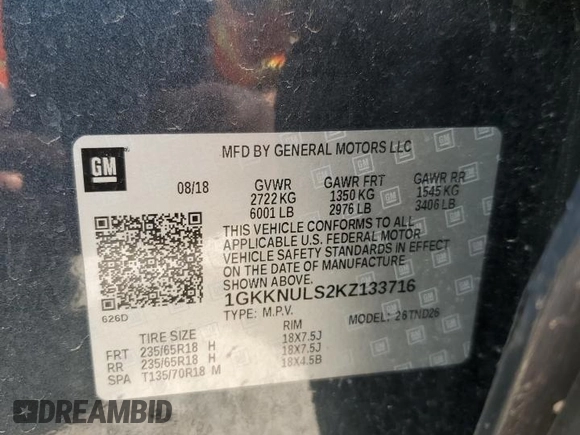 GM
MFD BY GENERAL MOTORS LLC
08/18 GVWR GAWR FRT GAWR RR
2722 KG 1350 KG 1545 KG
6001 LB 2976 LB 3406 LB
THIS VEHICLE CONFORMS TO ALL
APPLICABLE U.S. FEDERAL MOTOR
VEHICLE SAFETY STANDARDS IN EFFECT
ON THE DATE OF MANUFACTURE
SHOWN ABOVE.
1GKKNULS2KZ133716
TYPE: M.P.V. MODEL: 26TND26
626D
TIRE SIZE RIM
FRT 235/65R18 H 18X7.5J
RR 235/65R18 H 18X7.5J
SPA T135/70R18 M 18X4.5B
DREAMBID